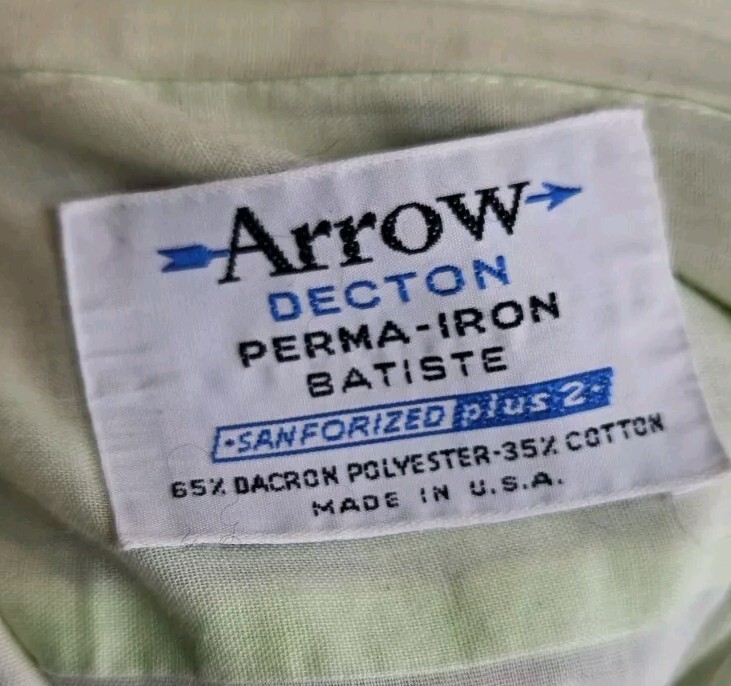 Arrow
DECTON
PERMA-IRON
BATISTE
·SANFORIZED plus 2·
65% DACRON POLYESTER-35% COTTON
MADE IN U.S.A.